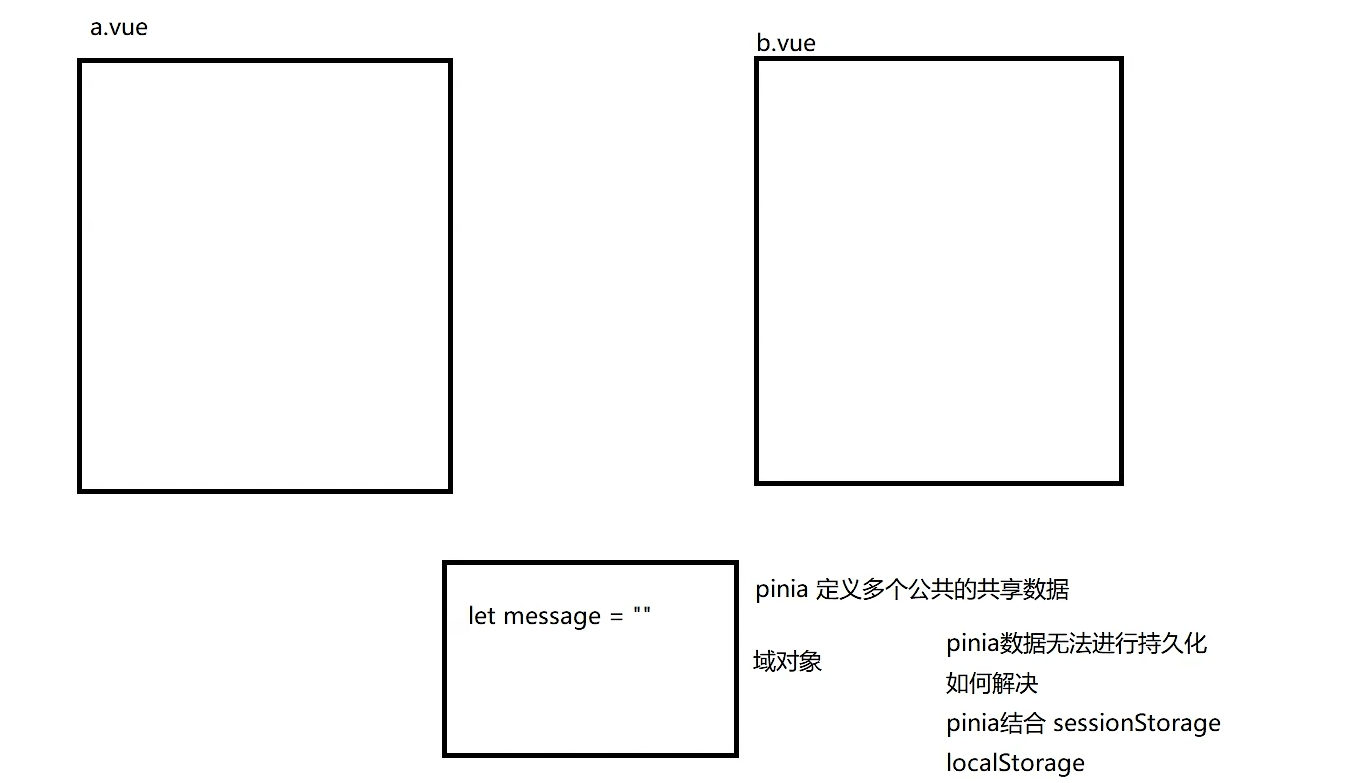 a.vue
b.vue
let message = ""
pinia 定义多个公共的共享数据
域对象
pinia数据无法进行持久化
如何解决
pinia结合 sessionStorage
localStorage